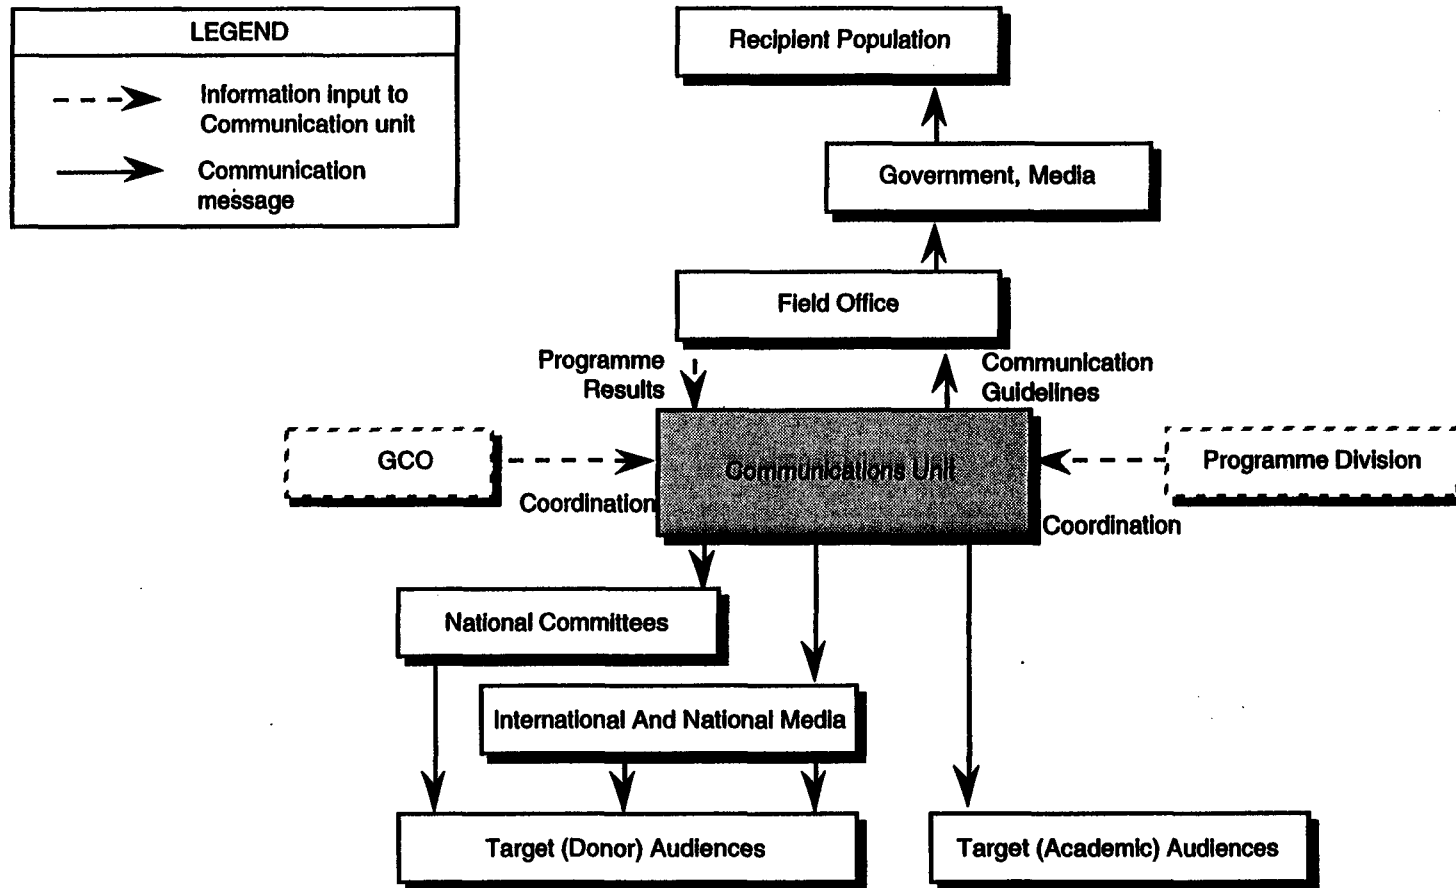 LEGEND
Information input to
Communication unit
Communication
message
Recipient Population
Government, Media
Field Office
Programme
Results
Communication
Guidelines
GCO
Coordination
Communications Unit
Programme Division
Coordination
National Committees
International And National Media
Target (Donor) Audiences
Target (Academic) Audiences